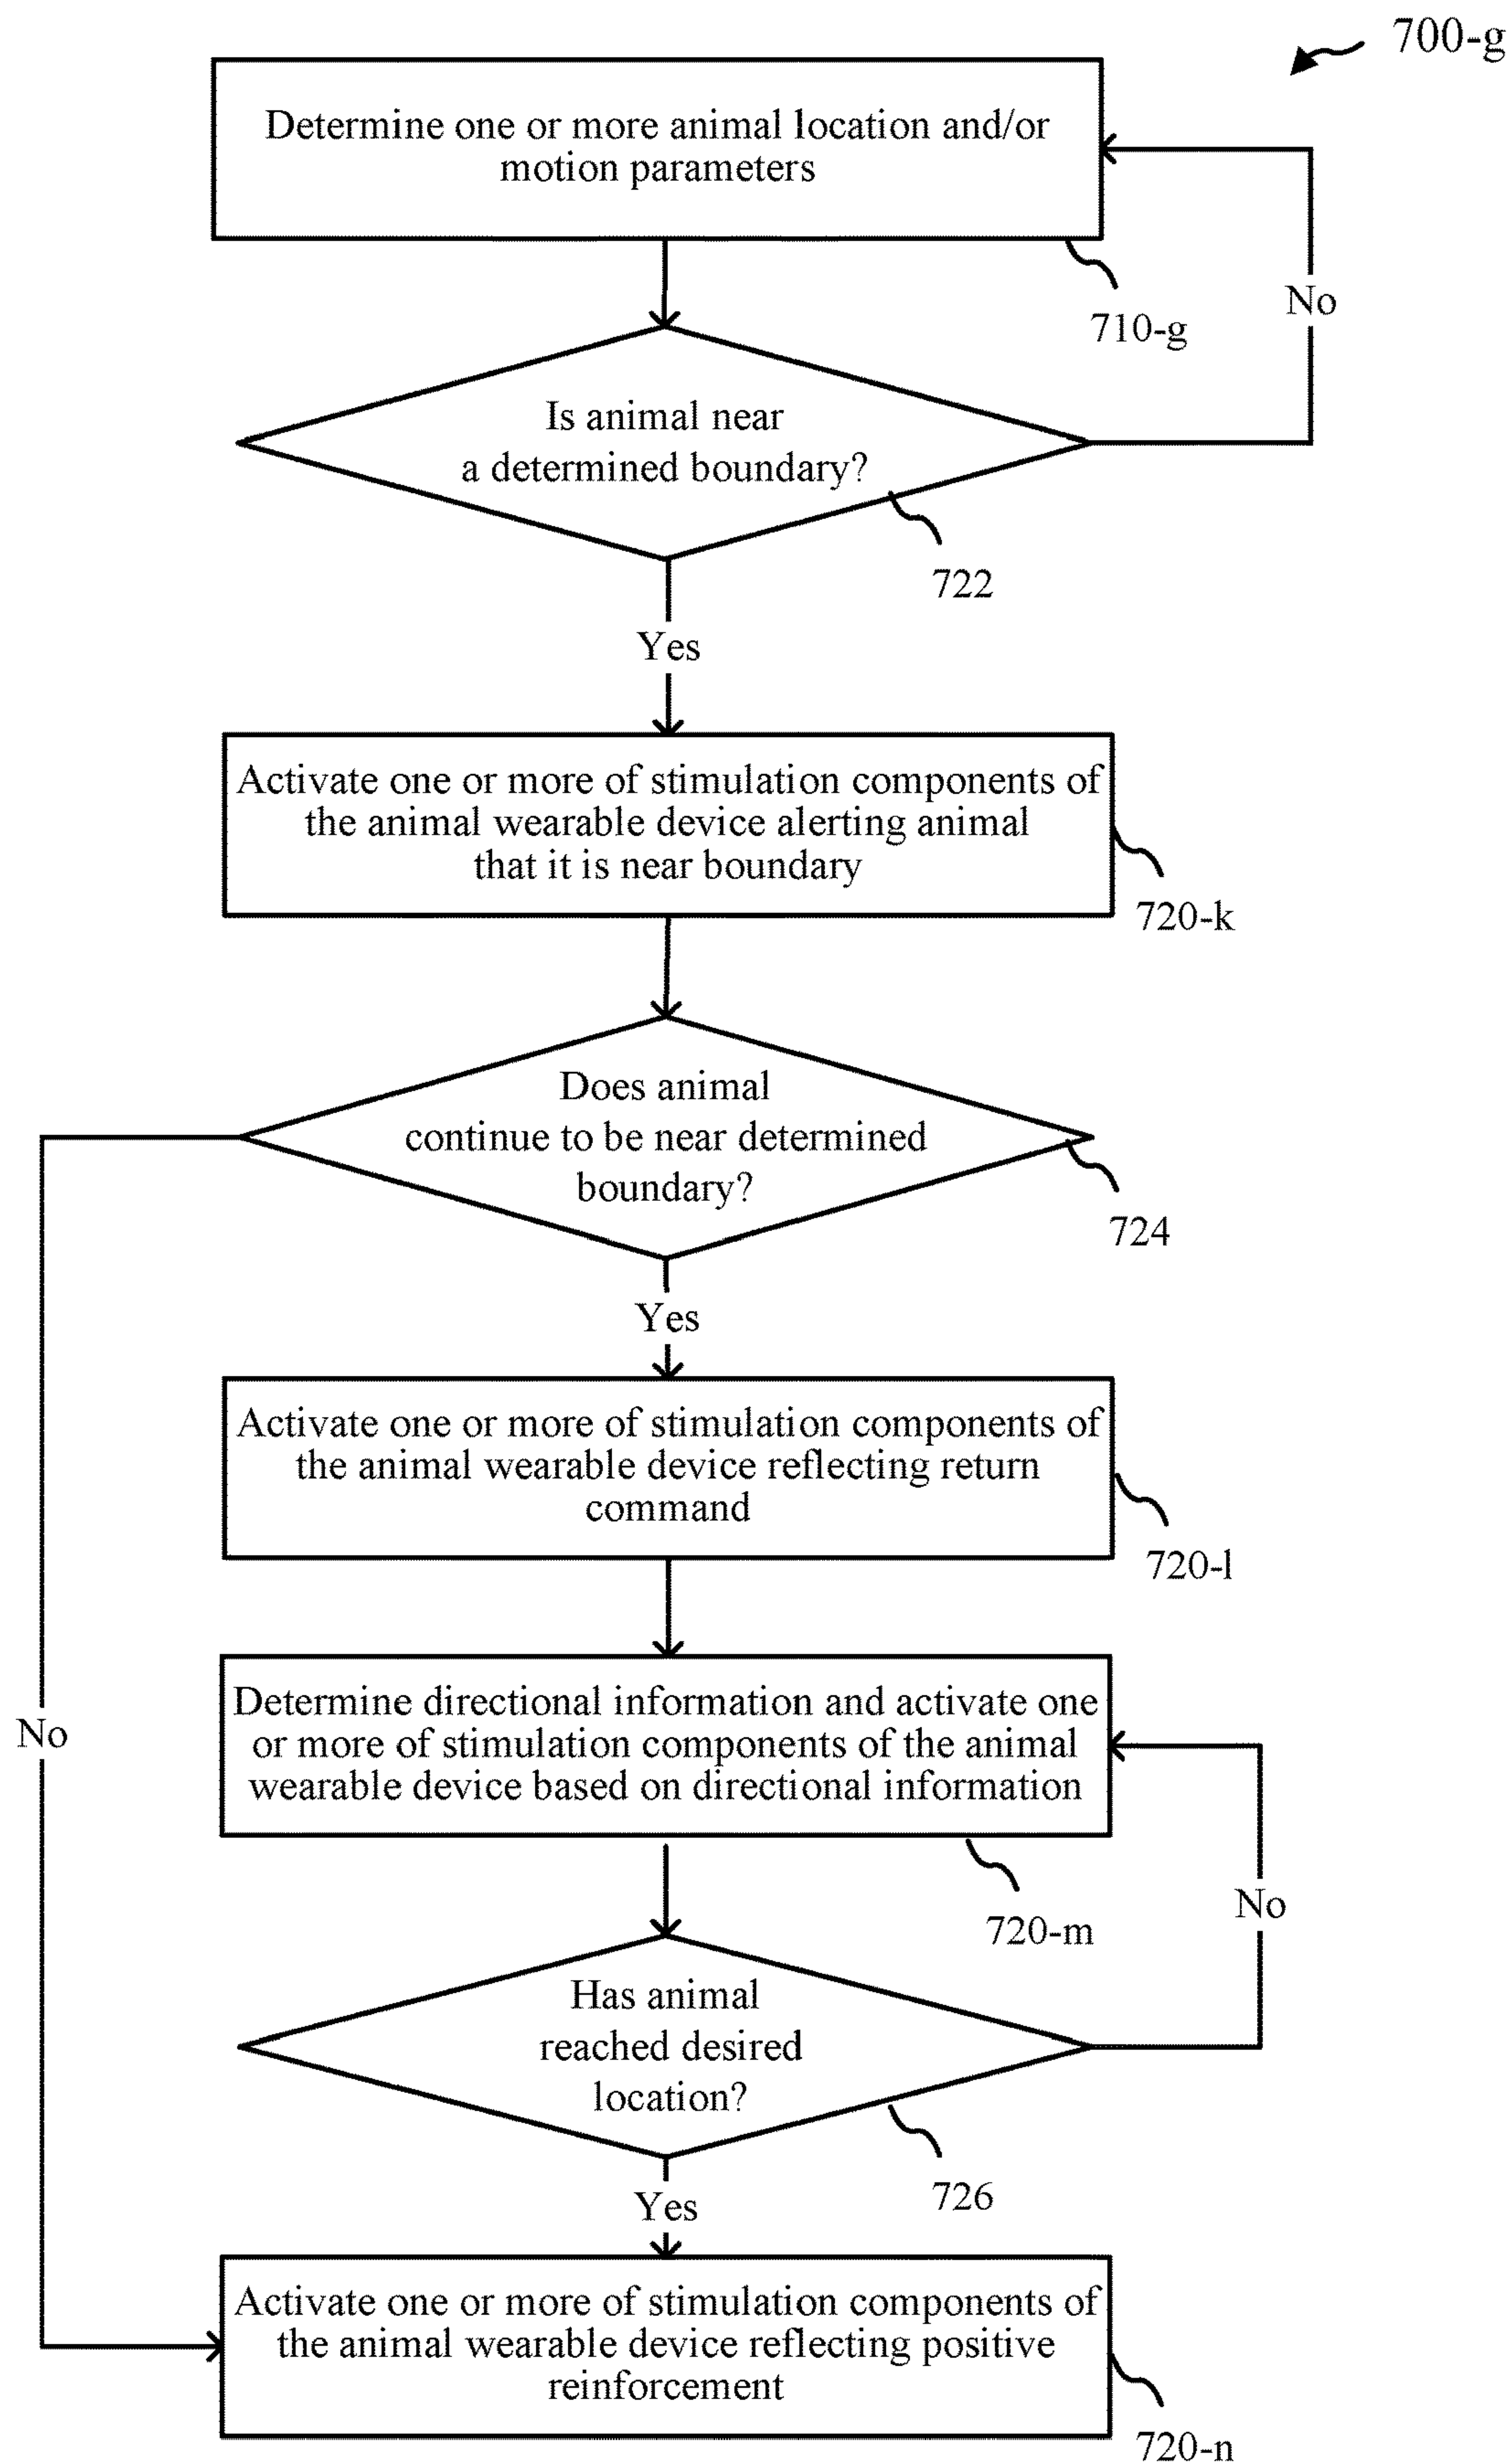 700-g
Determine one or more animal location and/or
motion parameters
710-g
No
Is animal near
a determined boundary?
722
Yes
Activate one or more of stimulation components of
the animal wearable device alerting animal
that it is near boundary
720-k
Does animal
continue to be near determined
boundary?
724
Yes
Activate one or more of stimulation components of
the animal wearable device reflecting return
command
720-l
Determine directional information and activate one
or more of stimulation components of the animal
wearable device based on directional information
No
720-m
No
Has animal
reached desired
location?
726
Yes
Activate one or more of stimulation components of
the animal wearable device reflecting positive
reinforcement
720-n